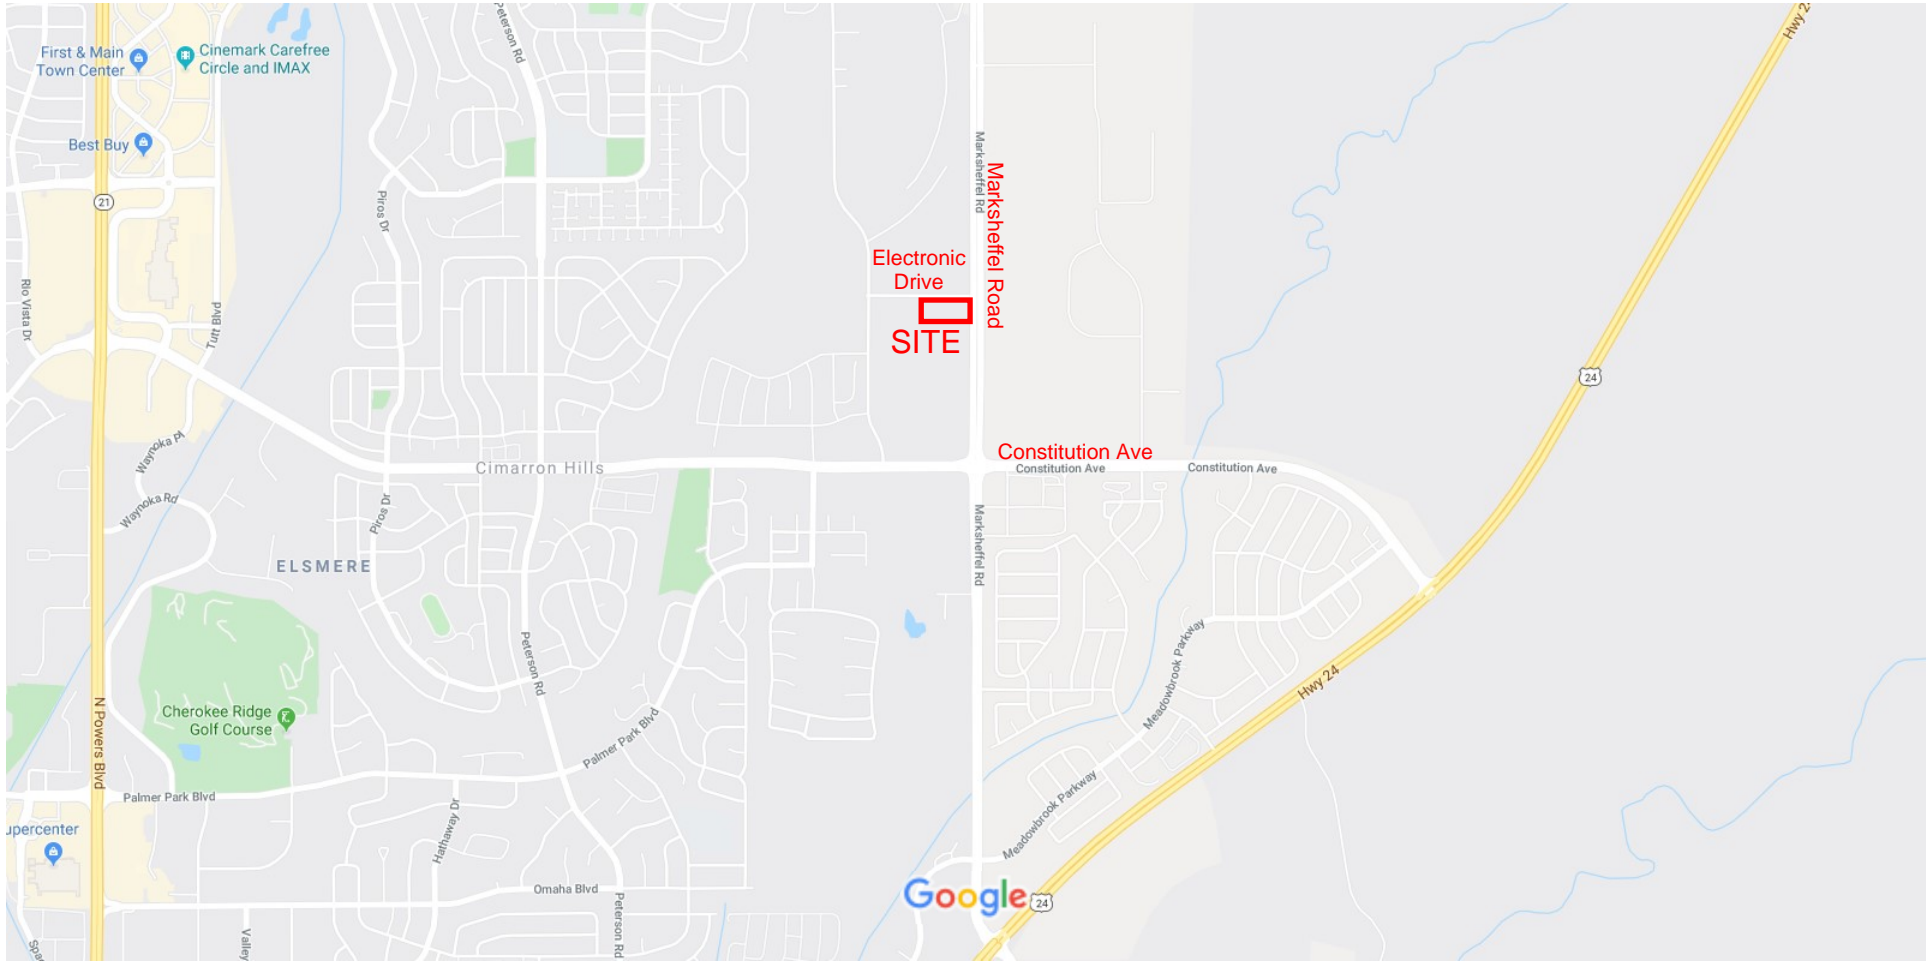 Peterson Rd
Hwy 2
First & Main
Town Center
Cinemark Carefree
Circle and IMAX
Best Buy
Marksheffel Rd
Marksheffel Road
21
Piros Dr
Electronic
Drive
SITE
Rio Vista Dr
Tutt Blvd
24
Waynoka Pl
Constitution Ave
Cimarron Hills
Constitution Ave
Constitution Ave
Waynoka Rd
Piros Dr
Marksheffel Rd
ELSMERE
Peterson Rd
Meadowbrook Parkway
Hwy 24
N Powers Blvd
Cherokee Ridge
Golf Course
Palmer Park Blvd
Palmer Park Blvd
Meadowbrook Parkway
upercenter
Hathaway Dr
Omaha Blvd
Peterson Rd
Google
24
Valley
Spa